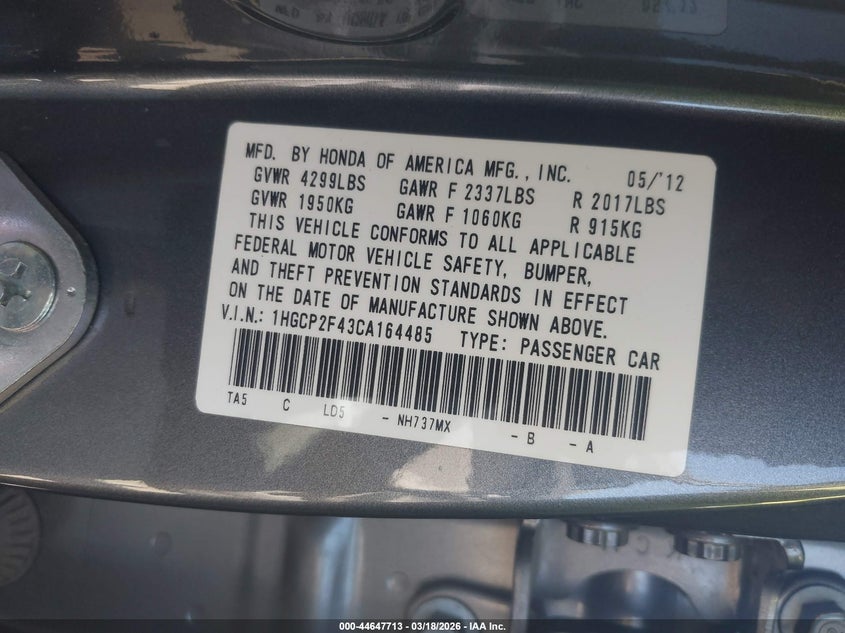 MFD. BY HONDA OF AMERICA MFG., INC. 05/'12
GVWR 4299LBS GAWR F 2337LBS R 2017LBS
GVWR 1950KG GAWR F 1060KG R 915KG
THIS VEHICLE CONFORMS TO ALL APPLICABLE
FEDERAL MOTOR VEHICLE SAFETY, BUMPER,
AND THEFT PREVENTION STANDARDS IN EFFECT
ON THE DATE OF MANUFACTURE SHOWN ABOVE.
V.I.N.: 1HGCP2F43CA164485 TYPE: PASSENGER CAR
TA5 C LD5 - NH737MX - B - A
000-44647713 - 03/18/2026 - IAA Inc.